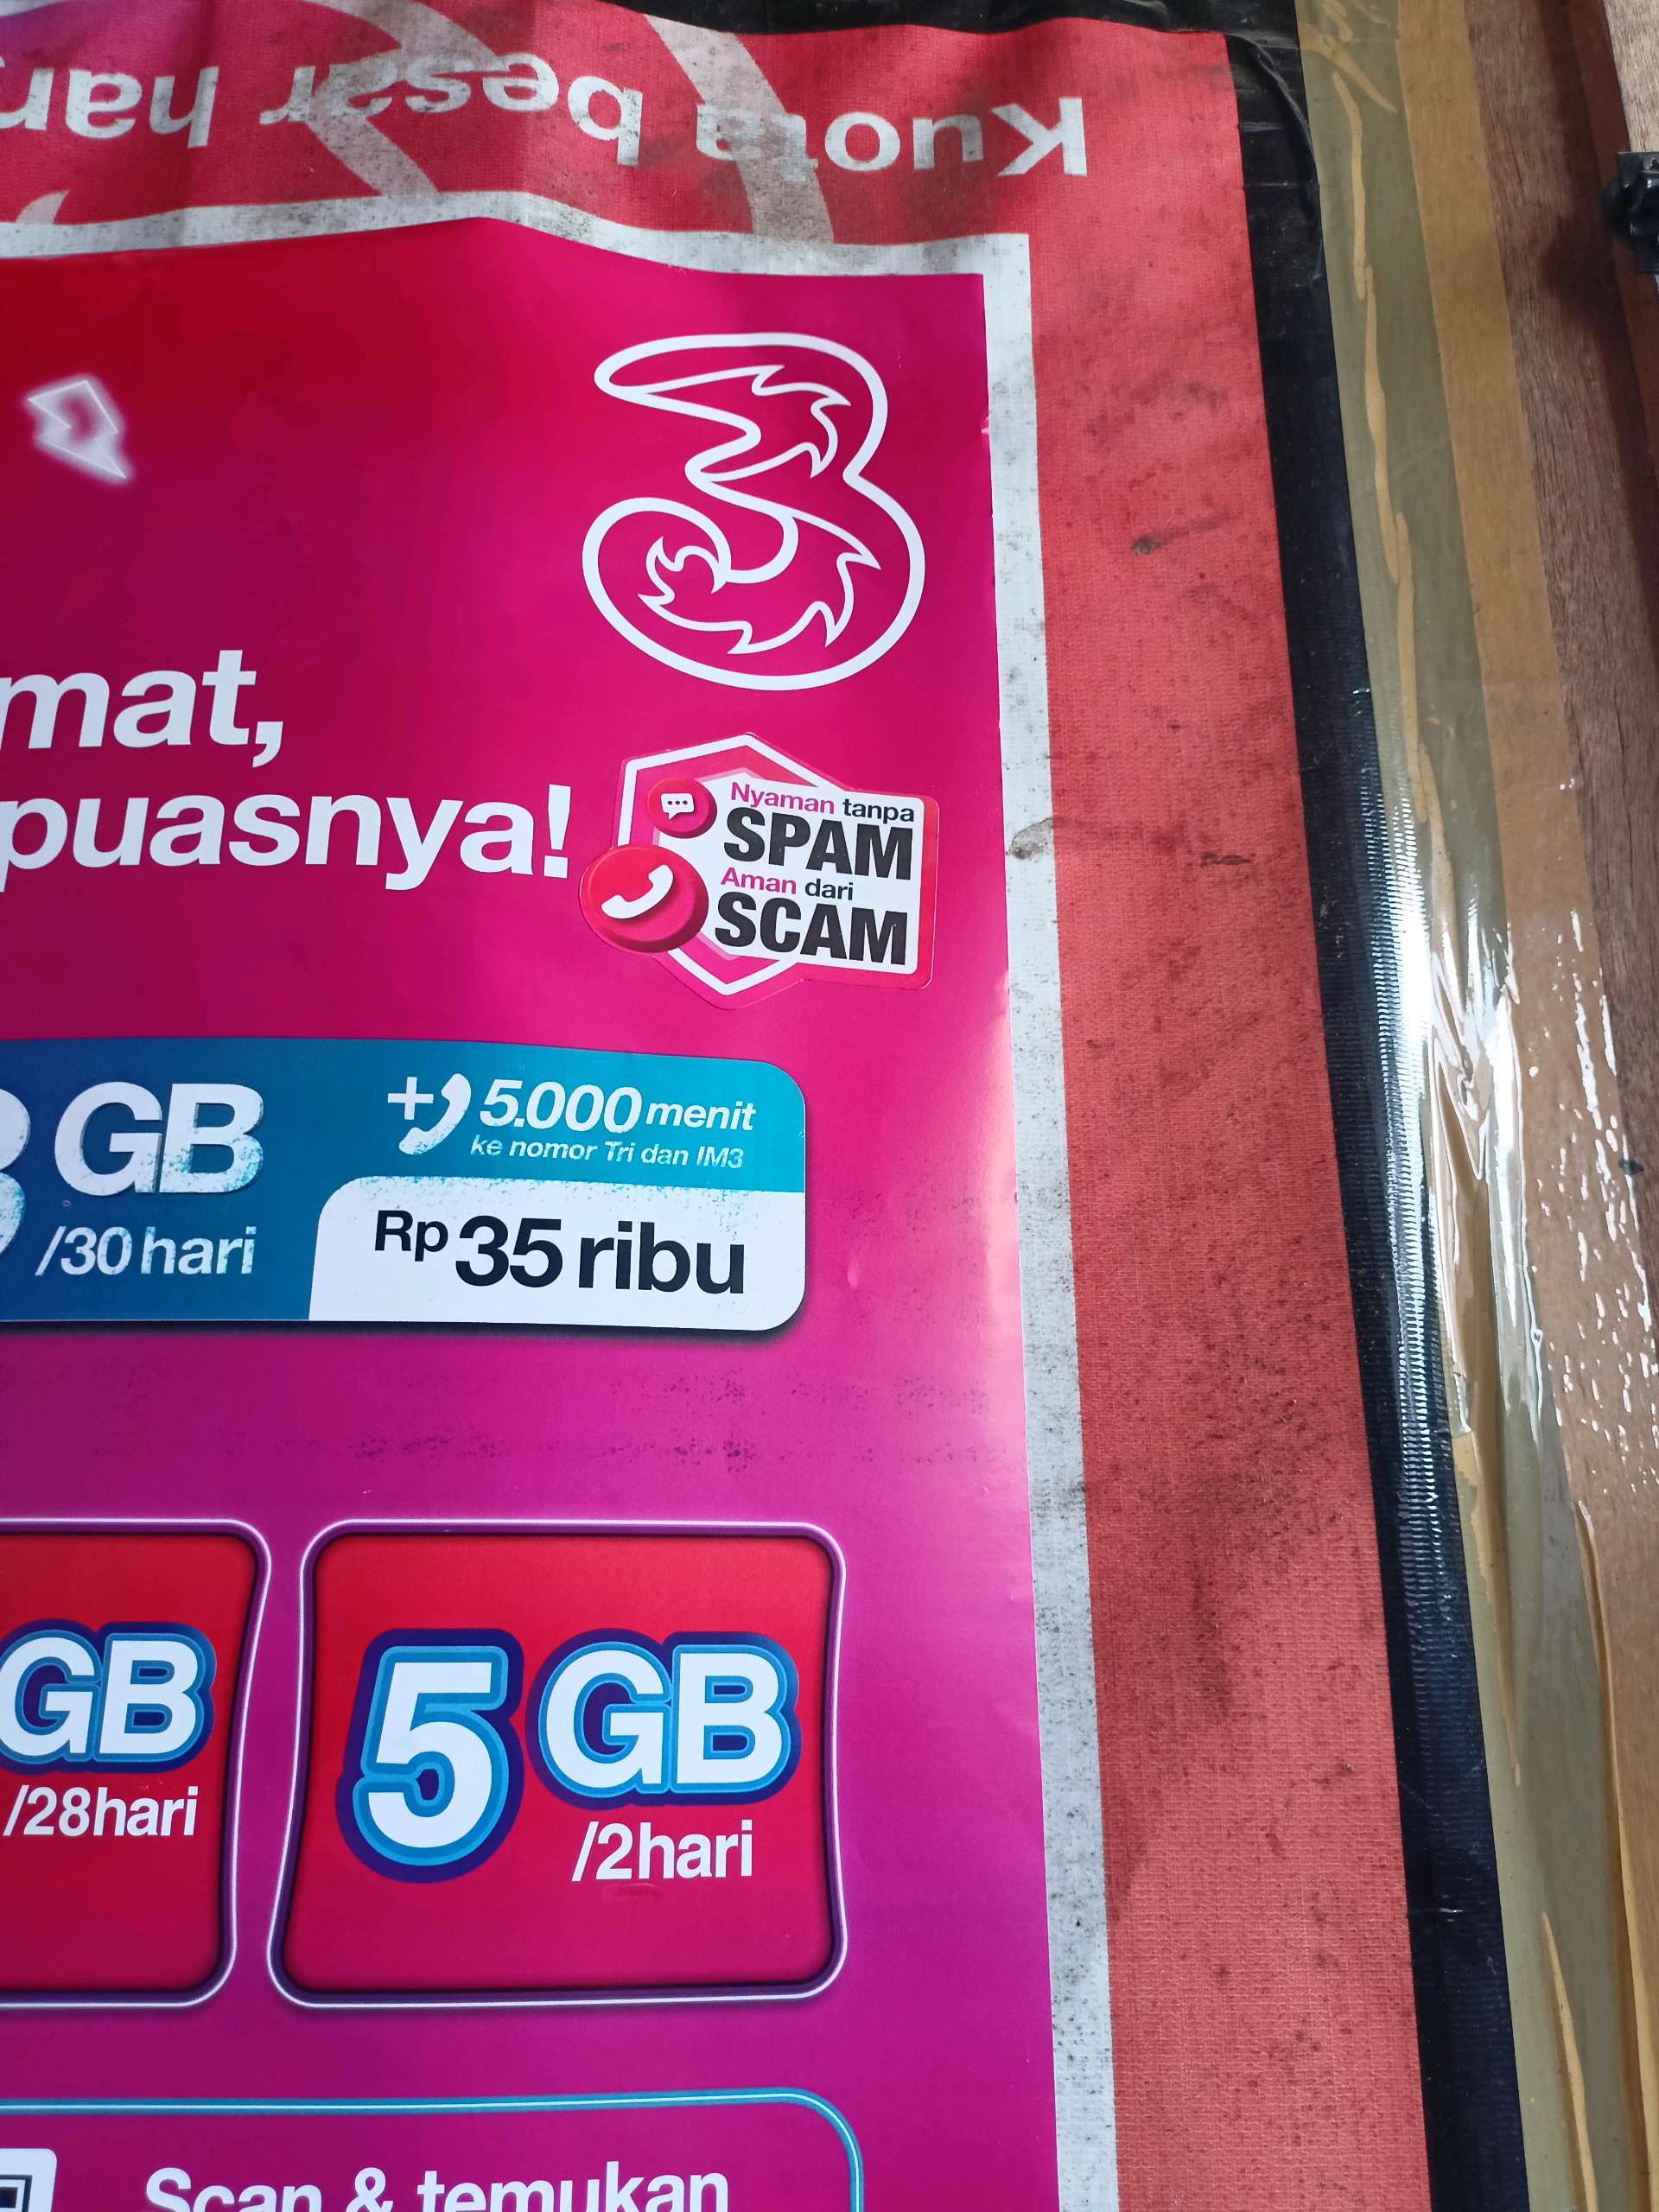 Kuota besar
mat,
puasnya!
Nyaman tanpa
SPAM
Aman dari
SCAM
GB
/30 hari
+ 5.000 menit
ke nomor Tri dan IM3
Rp 35 ribu
GB
/28hari
5 GB
/2hari
Scan & temukan